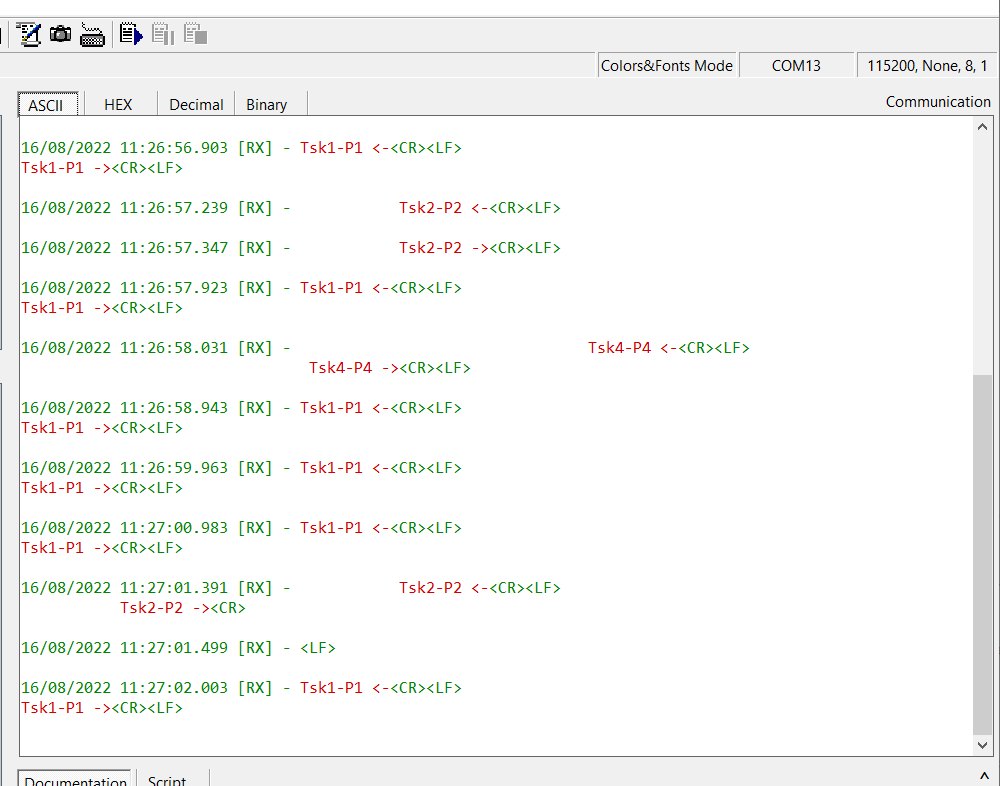 Colors&Fonts Mode COM13 115200, None, 8, 1
ASCII HEX Decimal Binary Communication
16/08/2022 11:26:56.903 [RX] - Tsk1-P1 <-<CR><LF>
Tsk1-P1 -><CR><LF>
16/08/2022 11:26:57.239 [RX] - Tsk2-P2 <-<CR><LF>
16/08/2022 11:26:57.347 [RX] - Tsk2-P2 -><CR><LF>
16/08/2022 11:26:57.923 [RX] - Tsk1-P1 <-<CR><LF>
Tsk1-P1 -><CR><LF>
16/08/2022 11:26:58.031 [RX] - Tsk4-P4 <-<CR><LF>
Tsk4-P4 -><CR><LF>
16/08/2022 11:26:58.943 [RX] - Tsk1-P1 <-<CR><LF>
Tsk1-P1 -><CR><LF>
16/08/2022 11:26:59.963 [RX] - Tsk1-P1 <-<CR><LF>
Tsk1-P1 -><CR><LF>
16/08/2022 11:27:00.983 [RX] - Tsk1-P1 <-<CR><LF>
Tsk1-P1 -><CR><LF>
16/08/2022 11:27:01.391 [RX] - Tsk2-P2 <-<CR><LF>
Tsk2-P2 -><CR>
16/08/2022 11:27:01.499 [RX] - <LF>
16/08/2022 11:27:02.003 [RX] - Tsk1-P1 <-<CR><LF>
Tsk1-P1 -><CR><LF>
Documentation Script